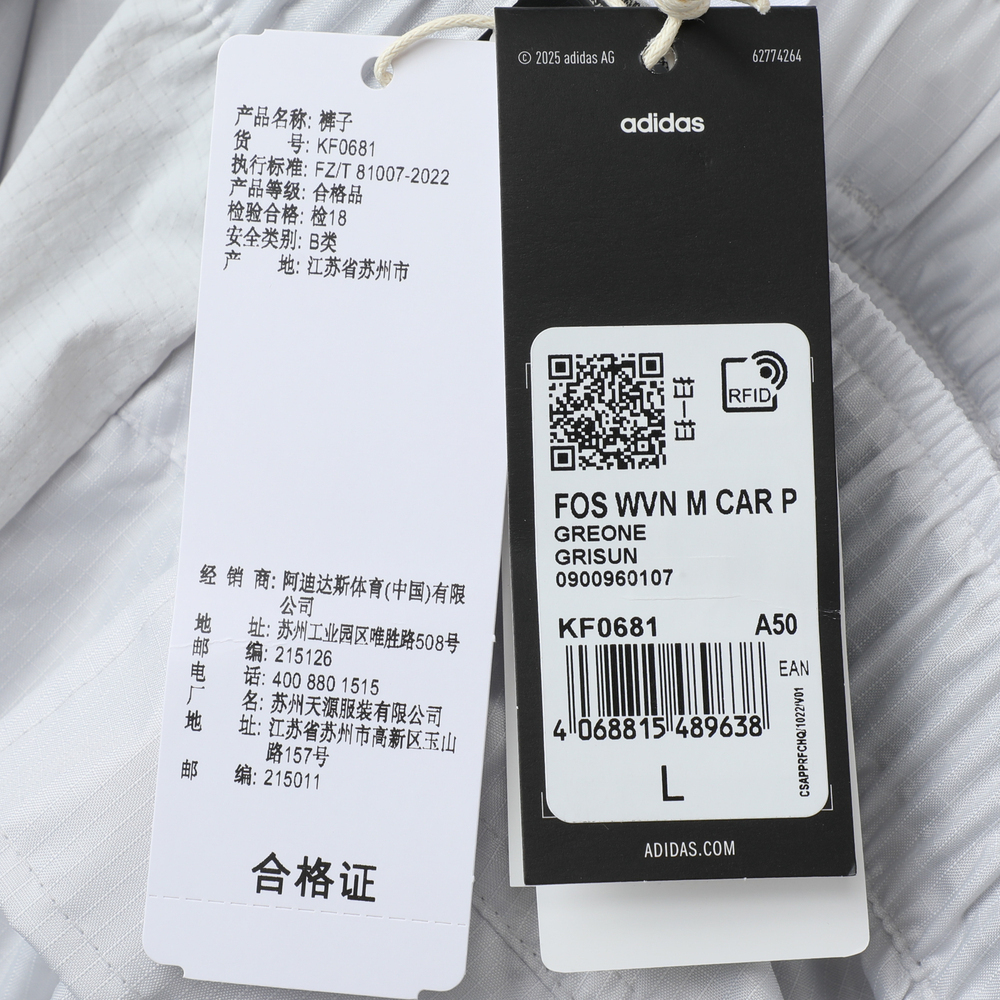 产品名称: 裤子
货 号: KF0681
执行标准: FZ/T 81007-2022
产品等级: 合格品
检验合格: 检18
安全类别: B类
产 地: 江苏省苏州市
经 销 商: 阿迪达斯体育(中国)有限
公司
地 址: 苏州工业园区唯胜路508号
邮 编: 215126
电 话: 400 880 1515
厂 名: 苏州天源服装有限公司
地 址: 江苏省苏州市高新区玉山
路157号
邮 编: 215011
合格证
© 2025 adidas AG
62774264
adidas
扫一扫
RFID
FOS WVN M CAR P
GREONE
GRISUN
0900960107
KF0681 A50
EAN
4 068815 489638
CSAPPRFCHQ/1022/V01
L
ADIDAS.COM